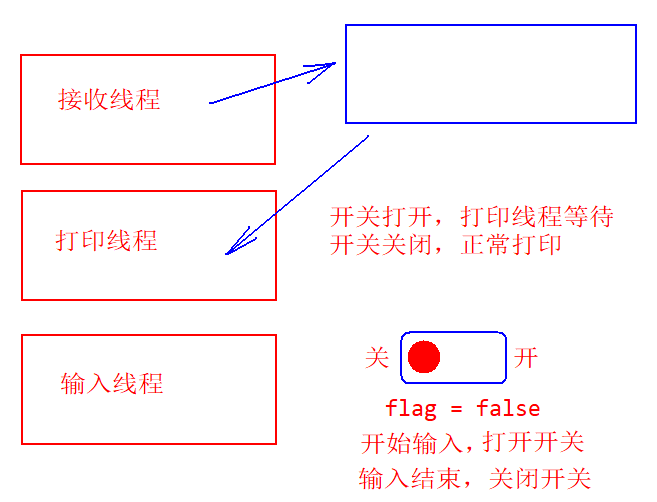 接收线程
打印线程
开关打开，打印线程等待
开关关闭，正常打印
输入线程
关
开
flag = false
开始输入，打开开关
输入结束，关闭开关